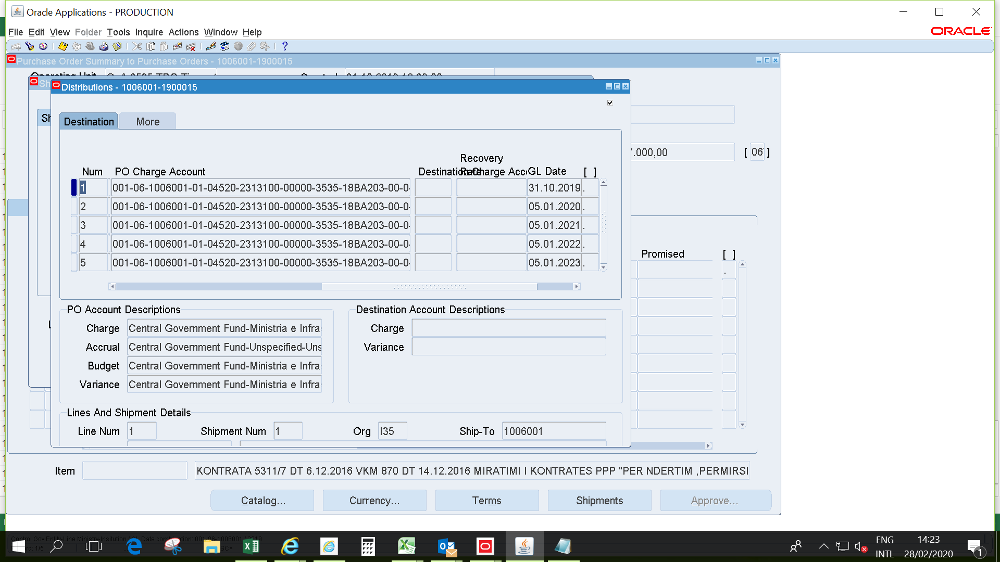 Oracle Applications - PRODUCTION
File Edit View Folder Tools Inquire Actions Window Help
ORACLE
Purchase Order Summary to Purchase Orders - 1006001-1900015
Distributions - 1006001-1900015
Destination More
.000,00 [ 06 ]
Recovery
Num PO Charge Account Destination Charge Acc GL Date [ ]
1 001-06-1006001-01-04520-2313100-00000-3535-18BA203-00-0- 31.10.2019 .
2 001-06-1006001-01-04520-2313100-00000-3535-18BA203-00-0- 05.01.2020 .
3 001-06-1006001-01-04520-2313100-00000-3535-18BA203-00-0- 05.01.2021 .
4 001-06-1006001-01-04520-2313100-00000-3535-18BA203-00-0- 05.01.2022 .
5 001-06-1006001-01-04520-2313100-00000-3535-18BA203-00-0- 05.01.2023 .
Promised [ ]
PO Account Descriptions Destination Account Descriptions
Charge Central Government Fund-Ministria e Infra Charge
Accrual Central Government Fund-Unspecified-Uns Variance
Budget Central Government Fund-Ministria e Infra
Variance Central Government Fund-Ministria e Infra
Lines And Shipment Details
Line Num 1 Shipment Num 1 Org I35 Ship-To 1006001
Item KONTRATA 5311/7 DT 6.12.2016 VKM 870 DT 14.12.2016 MIRATIMI I KONTRATES PPP "PER NDERTIM ,PERMIRSI
Catalog... Currency... Terms Shipments Approve...
ENG 14:23
INTL 28/02/2020 1